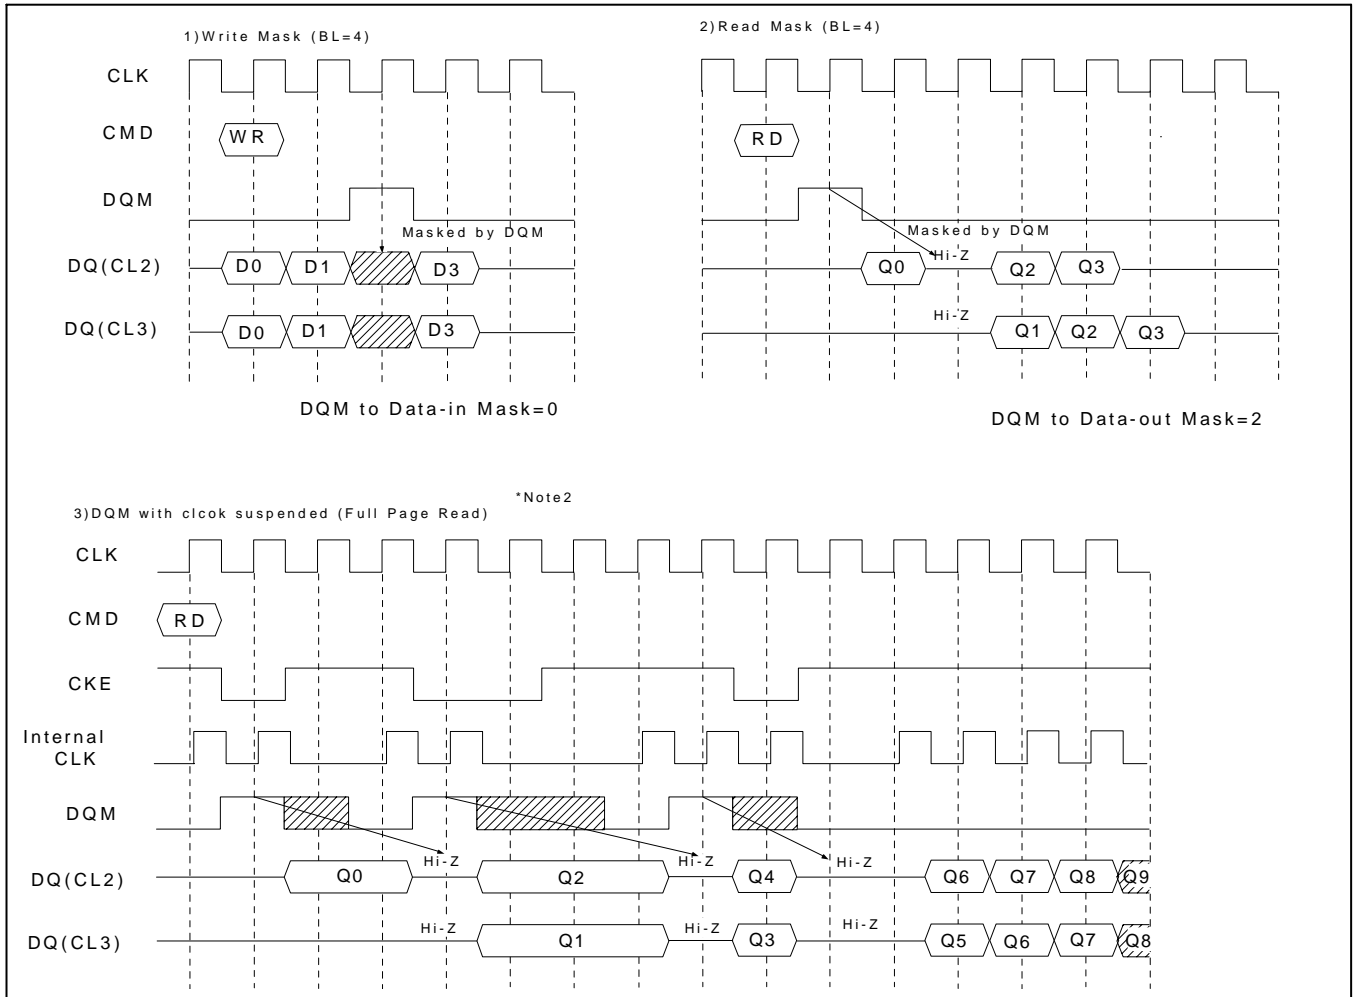 1)Write Mask (BL=4)
2)Read Mask (BL=4)
CLK
CMD
WR
RD
DQM
Masked by DQM
Masked by DQM
DQ(CL2)
D0 D1 D3
Q0 Hi-Z Q2 Q3
DQ(CL3)
D0 D1 D3
Hi-Z Q1 Q2 Q3
DQM to Data-in Mask=0
DQM to Data-out Mask=2
*Note2
3)DQM with clcok suspended (Full Page Read)
CLK
CMD
RD
CKE
Internal
CLK
DQM
Hi-Z Hi-Z Hi-Z
DQ(CL2)
Q0 Q2 Q4 Q6 Q7 Q8 Q9
Hi-Z Hi-Z Hi-Z
DQ(CL3)
Q1 Q3 Q5 Q6 Q7 Q8